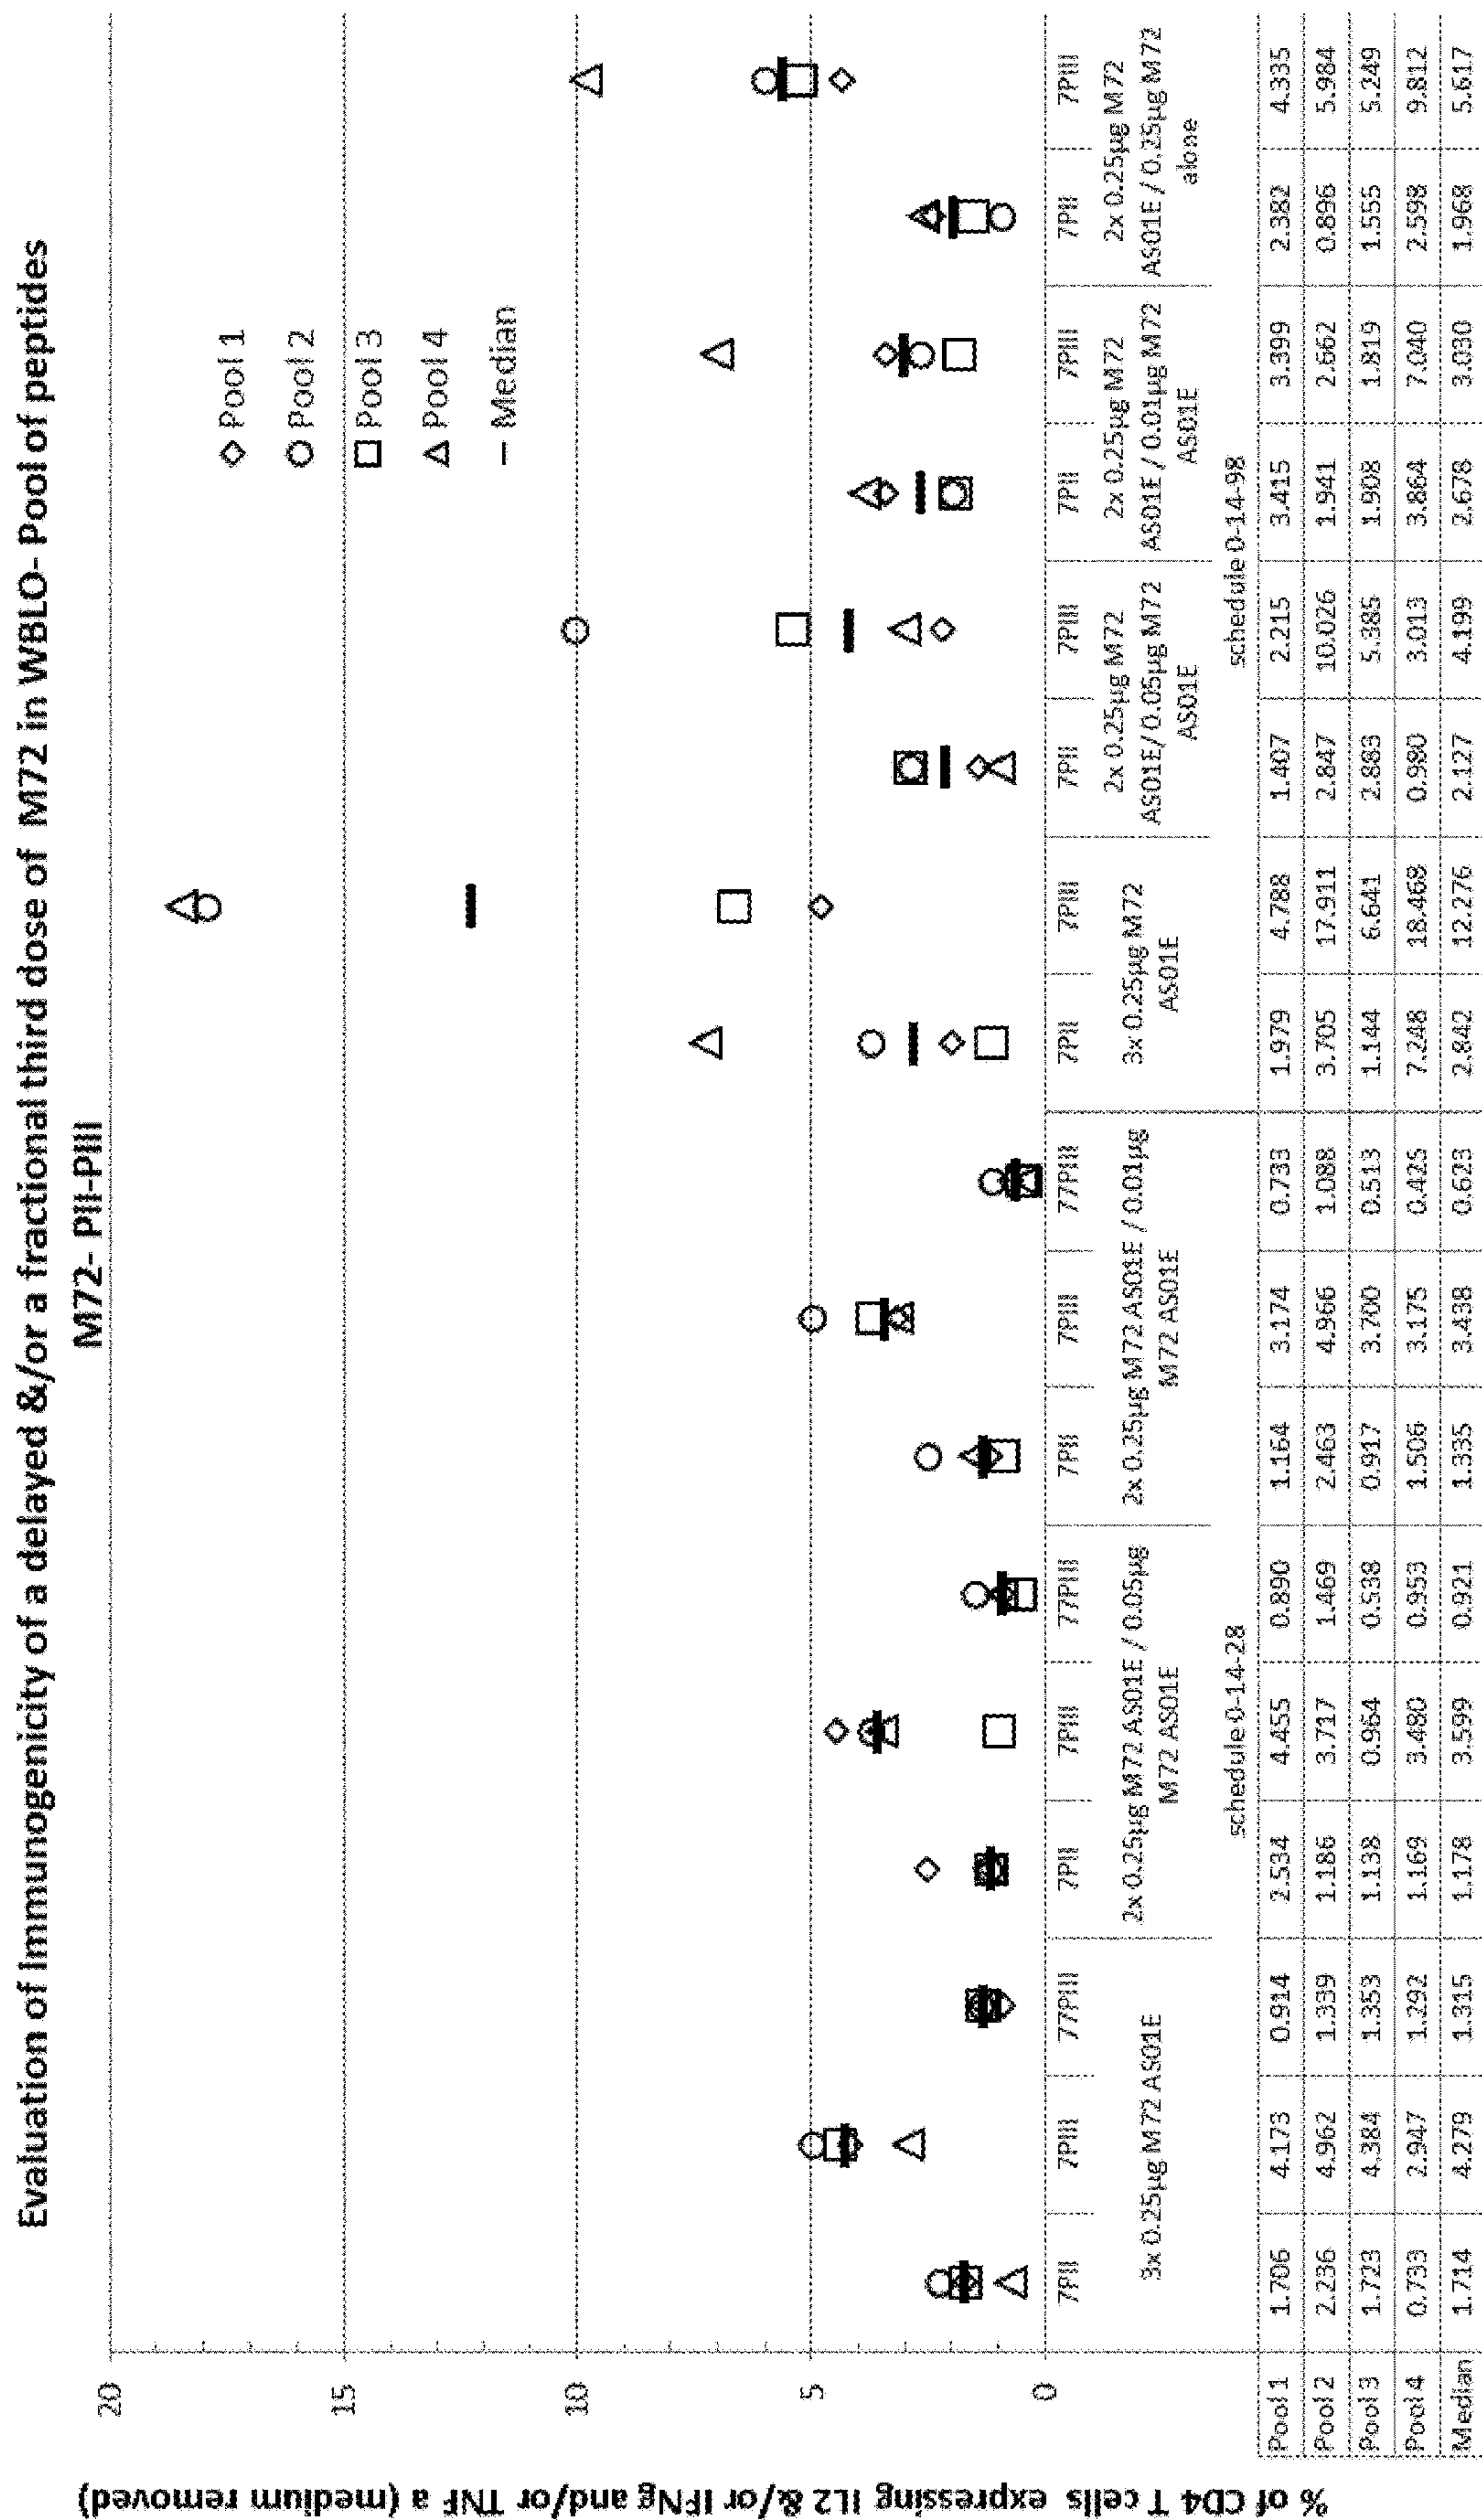 Evaluation of immunogenicity of a delayed &/or a fractional third dose of M72 in WBLO- Pool of peptides
M72- PII-PIII
% of CD4 T cells expressing IL2 &/or IFNg and/or TNF a (medium removed)
20
15
10
5
0
Pool 1
Pool 2
Pool 3
Pool 4
Median
7PII 7PIII 77PIII 7PII 7PIII 77PIII 7PII 7PIII 77PIII 7PII 7PIII 7PII 7PIII 7PII 7PIII 7PII 7PIII
3x 0.25µg M72 AS01E
2x 0.25µg M72 AS01E / 0.05µg
M72 AS01E
2x 0.25µg M72 AS01E / 0.01µg
M72 AS01E
3x 0.25µg M72
AS01E
2x 0.25µg M72
AS01E/ 0.05µg M72
AS01E
2x 0.25µg M72
AS01E / 0.01µg M72
AS01E
2x 0.25µg M72
AS01E / 0.25µg M72
alone
schedule 0-14-28
schedule 0-14-98
Pool 1 1.706 4.173 0.914 2.534 4.455 0.890 1.164 3.174 0.733 1.979 4.788 1.407 2.215 3.415 3.399 2.382 4.335
Pool 2 2.236 4.962 1.339 1.186 3.717 1.469 2.463 4.966 1.088 3.705 17.911 2.847 10.026 1.941 2.662 0.896 5.984
Pool 3 1.723 4.384 1.353 1.138 0.964 0.538 0.917 3.700 0.513 1.144 6.641 2.883 5.385 1.908 1.819 1.555 5.249
Pool 4 0.733 2.947 1.292 1.169 3.480 0.953 1.506 3.175 0.425 7.248 18.468 0.980 3.013 3.864 7.040 2.598 9.812
Median 1.714 4.279 1.315 1.178 3.599 0.921 1.335 3.438 0.623 2.842 12.276 2.127 4.199 2.678 3.030 1.968 5.617